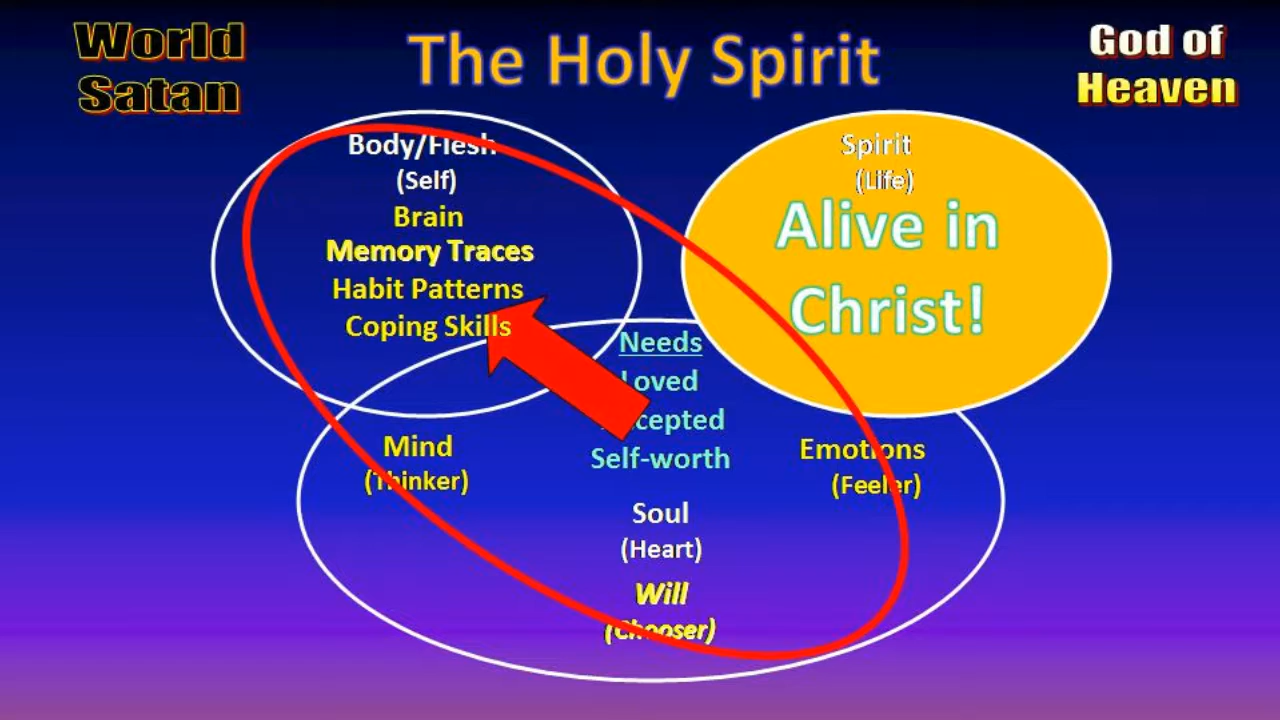 World
Satan
The Holy Spirit
God of
Heaven
Body/Flesh
(Self)
Brain
Memory Traces
Habit Patterns
Coping Skills
Spirit
(Life)
Alive in
Christ!
Needs
Loved
Accepted
Self-worth
Mind
(Thinker)
Emotions
(Feeler)
Soul
(Heart)
Will
(Chooser)